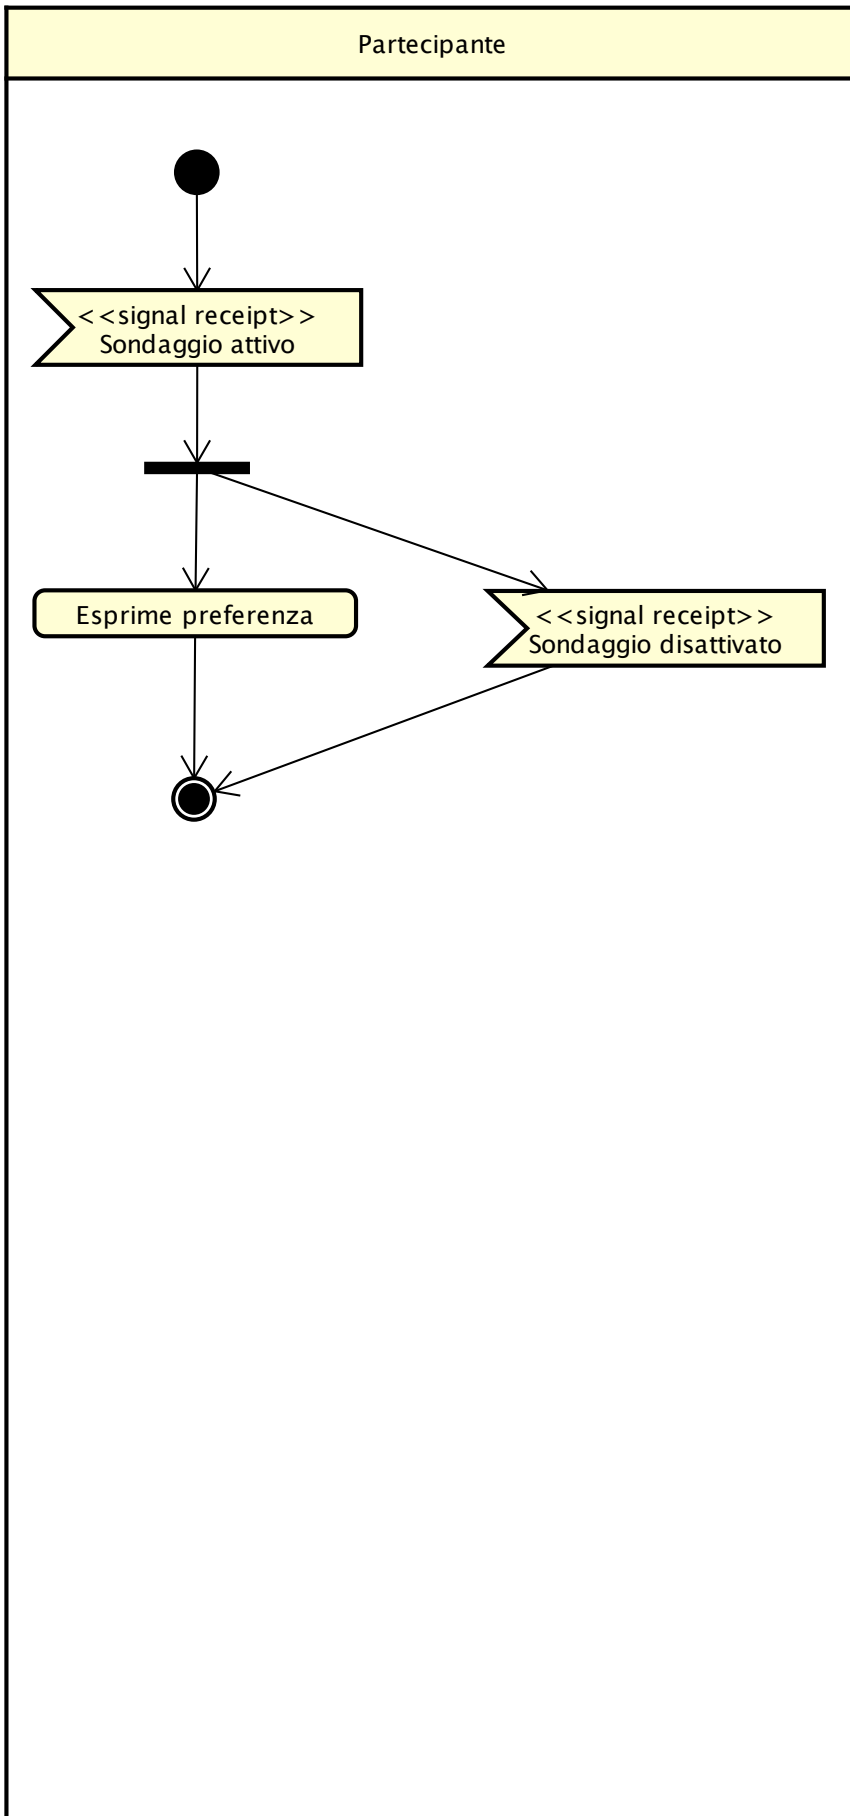 Partecipante
<<signal receipt>>
Sondaggio attivo
Esprime preferenza
<<signal receipt>>
Sondaggio disattivato